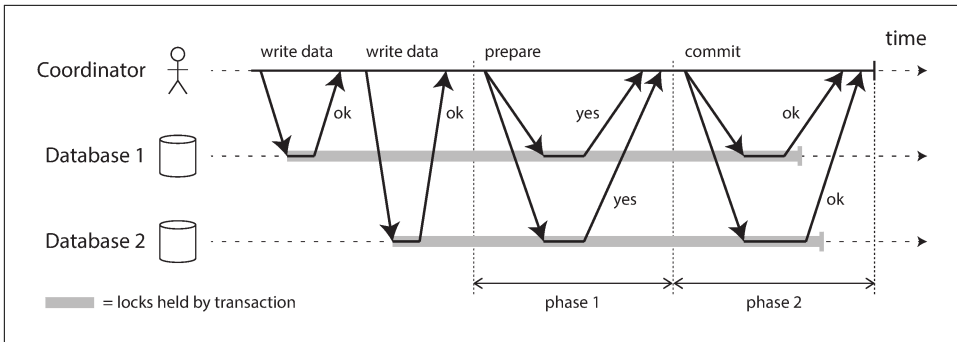 time
write data write data prepare commit
Coordinator
ok ok yes ok
Database 1
yes ok
Database 2
= locks held by transaction
phase 1 phase 2